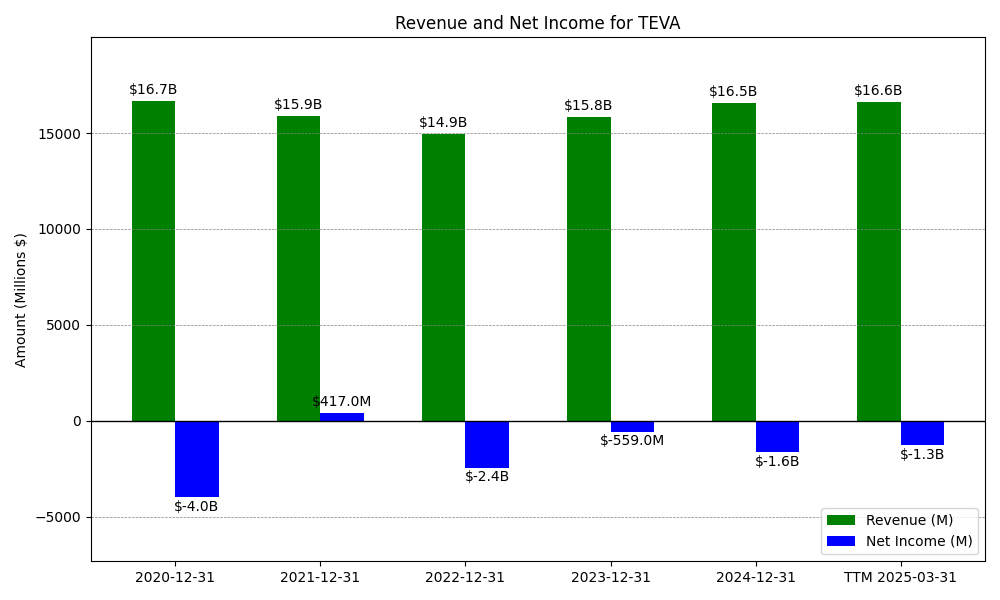 Revenue and Net Income for TEVA
$16.7B
$15.9B
$14.9B
$15.8B
$16.5B
$16.6B
$-4.0B
$417.0M
$-2.4B
$-559.0M
$-1.6B
$-1.3B
Amount (Millions $)
15000
10000
5000
0
−5000
2020-12-31
2021-12-31
2022-12-31
2023-12-31
2024-12-31
TTM 2025-03-31
Revenue (M)
Net Income (M)